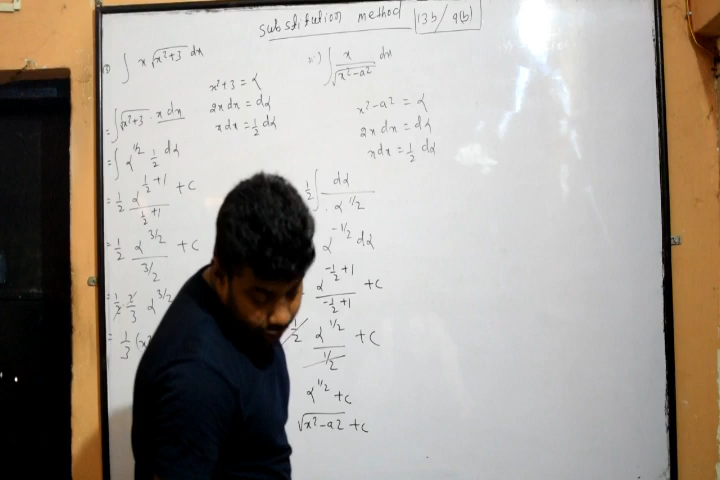 substitution method 13b / 9(b)
∫ x √x²+3 dx
x²+3 = α
2x dx = dα
x dx = 1/2 dα
= ∫ √x²+3 · x dx
= ∫ α^1/2 1/2 dα
= 1/2 α^(1/2+1) / (1/2+1) + C
= 1/2 α^3/2 / 3/2 + C
= 1/2 · 2/3 α^3/2
= 1/3 (x²
∫ x / √x²-a² dx
x²-a² = α
2x dx = dα
x dx = 1/2 dα
1/2 ∫ dα / α^1/2
α^-1/2 dα
α^(-1/2+1) / (-1/2+1) + C
1/2 α^1/2 / 1/2 + C
α^1/2 + C
√x²-a² + C